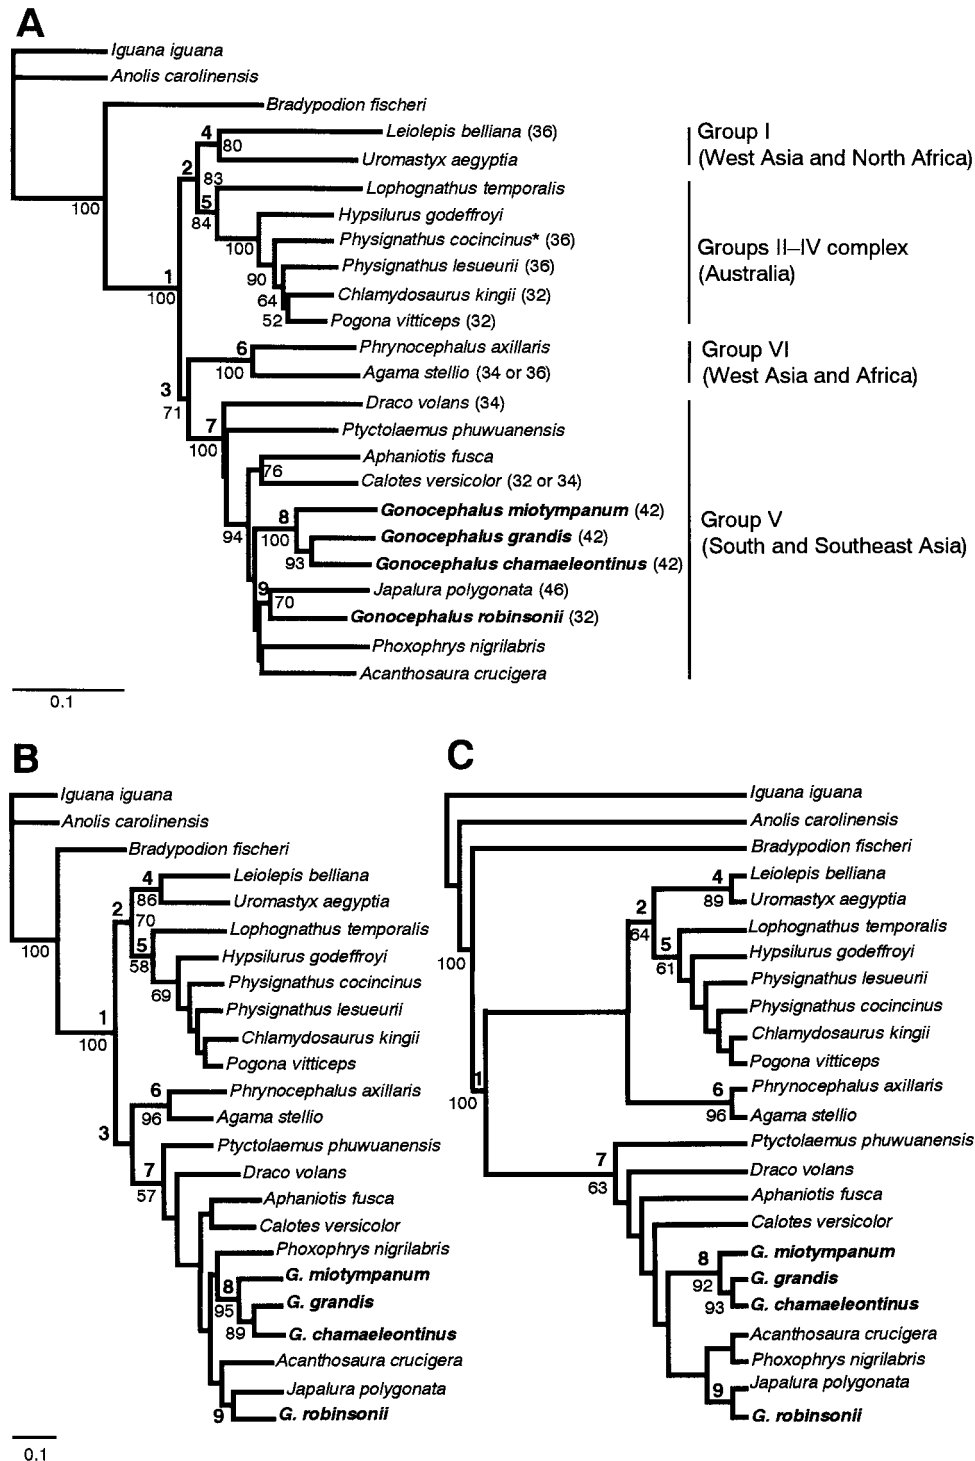 A
Iguana iguana
Anolis carolinensis
Bradypodion fischeri
4
Leiolepis belliana (36)
80
Uromastyx aegyptia
2
83
Lophognathus temporalis
5
84
Hypsilurus godeffroyi
100
Physignathus cocincinus* (36)
100
90
Physignathus lesueurii (36)
1
100
64
Chlamydosaurus kingii (32)
52
Pogona vitticeps (32)
6
Phrynocephalus axillaris
100
Agama stellio (34 or 36)
3
71
Draco volans (34)
7
100
Ptyctolaemus phuwuanensis
Aphaniotis fusca
76
Calotes versicolor (32 or 34)
94
8
Gonocephalus miotympanum (42)
100
Gonocephalus grandis (42)
93
Gonocephalus chamaeleontinus (42)
9
Japalura polygonata (46)
70
Gonocephalus robinsonii (32)
Phoxophrys nigrilabris
Acanthosaura crucigera
Group I
(West Asia and North Africa)
Groups II–IV complex
(Australia)
Group VI
(West Asia and Africa)
Group V
(South and Southeast Asia)
0.1
B
Iguana iguana
Anolis carolinensis
Bradypodion fischeri
4
Leiolepis belliana
86
Uromastyx aegyptia
2
70
Lophognathus temporalis
100
5
58
Hypsilurus godeffroyi
69
Physignathus cocincinus
Physignathus lesueurii
1
100
Chlamydosaurus kingii
Pogona vitticeps
6
Phrynocephalus axillaris
96
Agama stellio
3
Ptyctolaemus phuwuanensis
7
57
Draco volans
Aphaniotis fusca
Calotes versicolor
Phoxophrys nigrilabris
8
G. miotympanum
95
G. grandis
89
G. chamaeleontinus
Acanthosaura crucigera
Japalura polygonata
9
G. robinsonii
0.1
C
Iguana iguana
Anolis carolinensis
Bradypodion fischeri
4
Leiolepis belliana
89
Uromastyx aegyptia
2
64
Lophognathus temporalis
100
5
61
Hypsilurus godeffroyi
Physignathus lesueurii
Physignathus cocincinus
Chlamydosaurus kingii
Pogona vitticeps
1
100
6
Phrynocephalus axillaris
96
Agama stellio
Ptyctolaemus phuwuanensis
7
63
Draco volans
Aphaniotis fusca
Calotes versicolor
8
G. miotympanum
92
G. grandis
93
G. chamaeleontinus
Acanthosaura crucigera
Phoxophrys nigrilabris
9
Japalura polygonata
G. robinsonii